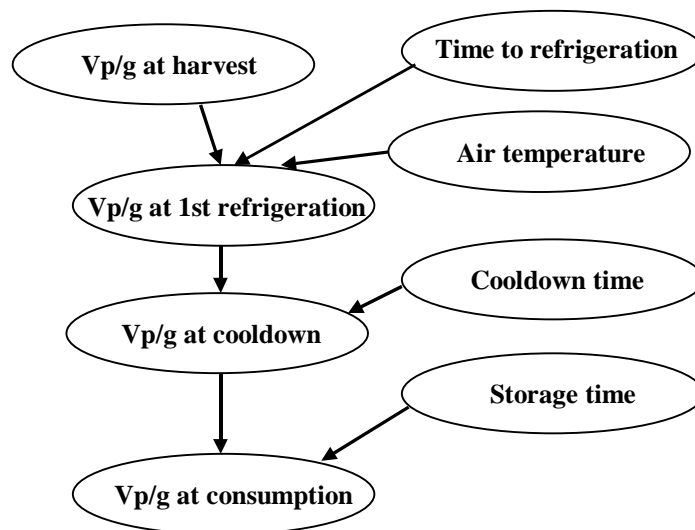 Time to refrigeration
Vp/g at harvest
Air temperature
Vp/g at 1st refrigeration
Cooldown time
Vp/g at cooldown
Storage time
Vp/g at consumption